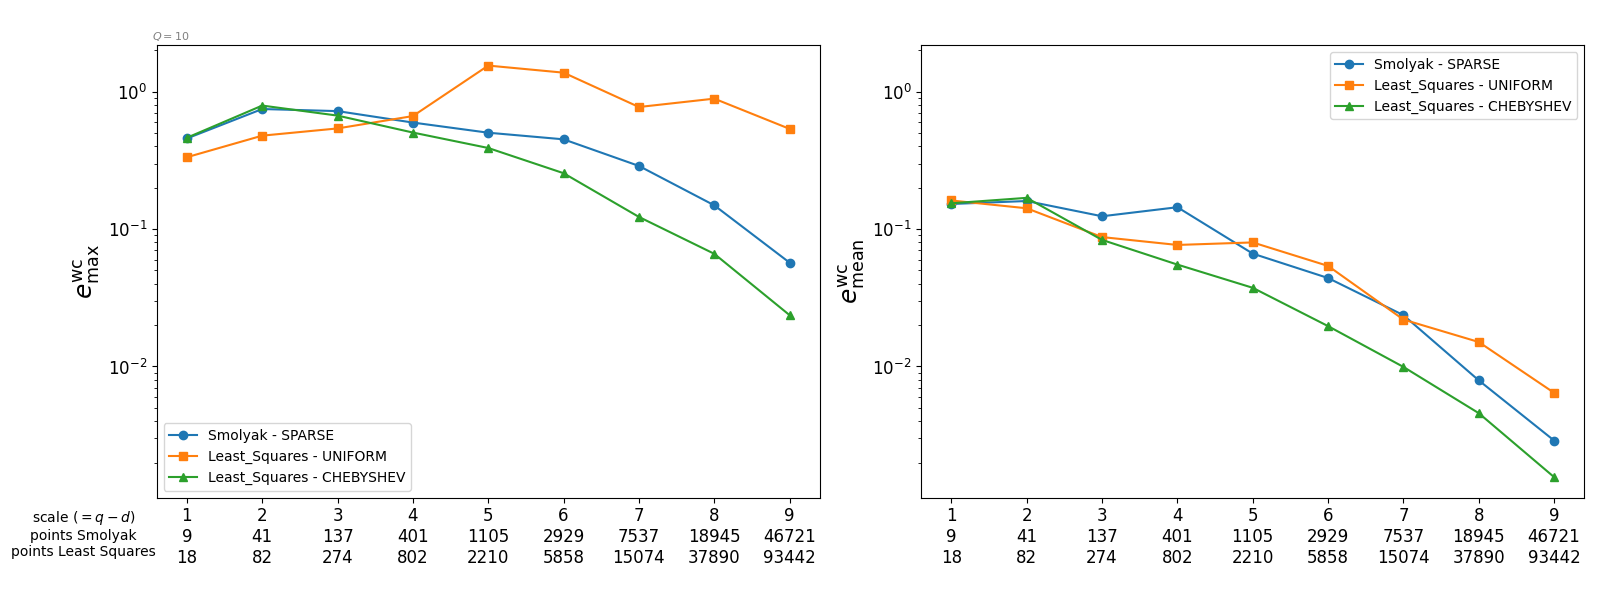 Q = 10
10⁰
10⁻¹
10⁻²
e^wc_max
Smolyak - SPARSE
Least_Squares - UNIFORM
Least_Squares - CHEBYSHEV
scale (= q − d) 1 2 3 4 5 6 7 8 9
points Smolyak 9 41 137 401 1105 2929 7537 18945 46721
points Least Squares 18 82 274 802 2210 5858 15074 37890 93442
10⁰
10⁻¹
10⁻²
e^wc_mean
Smolyak - SPARSE
Least_Squares - UNIFORM
Least_Squares - CHEBYSHEV
1 2 3 4 5 6 7 8 9
9 41 137 401 1105 2929 7537 18945 46721
18 82 274 802 2210 5858 15074 37890 93442